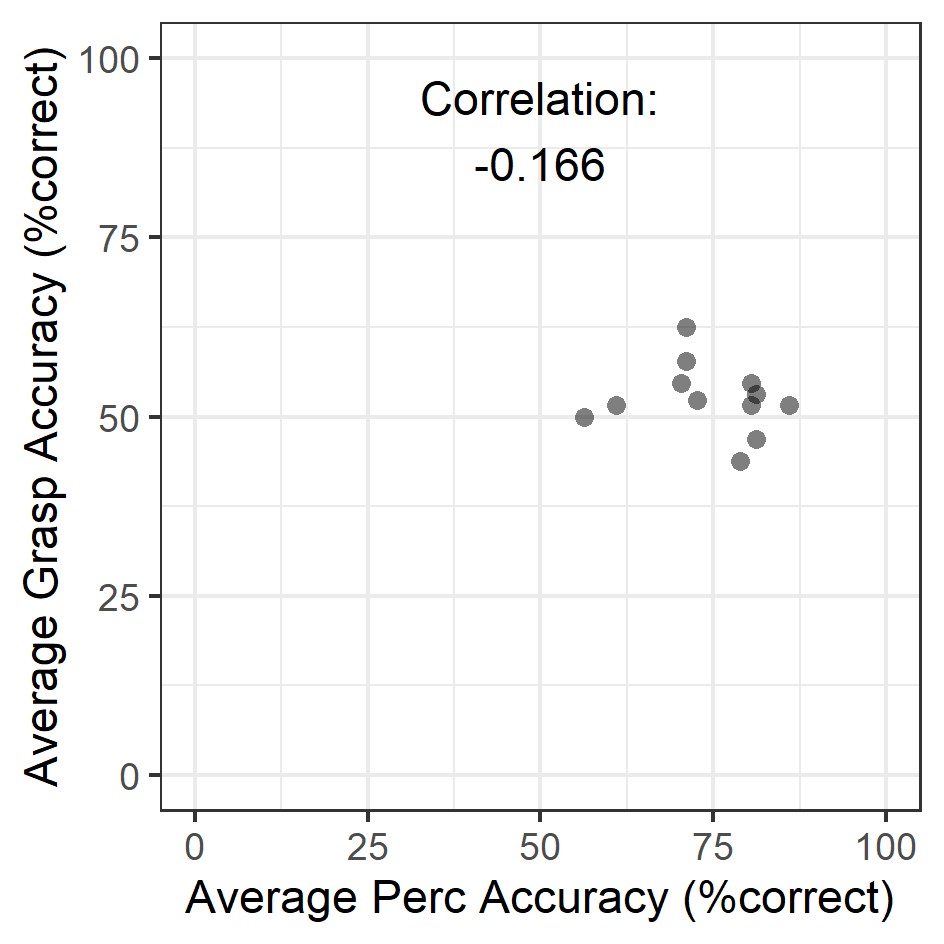 Correlation:
-0.166
Average Grasp Accuracy (%correct)
100
75
50
25
0
0 25 50 75 100
Average Perc Accuracy (%correct)